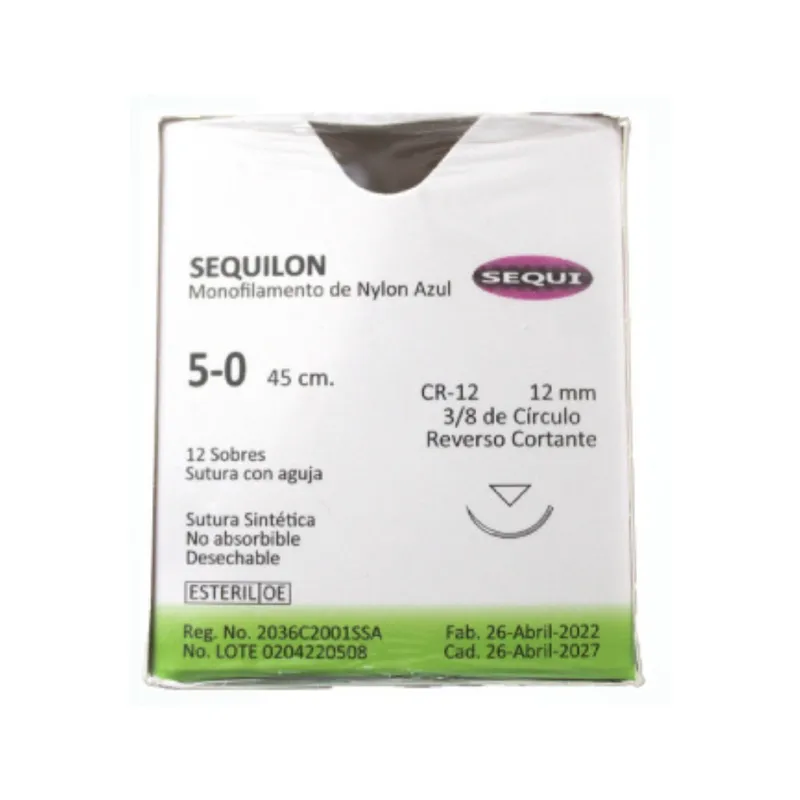 SEQUILON
SEQUI
Monofilamento de Nylon Azul
5-0 45 cm.
CR-12 12 mm
3/8 de Círculo
Reverso Cortante
12 Sobres
Sutura con aguja
Sutura Sintética
No absorbible
Desechable
ESTERIL OE
Reg. No. 2036C2001SSA
No. LOTE 0204220508
Fab. 26-Abril-2022
Cad. 26-Abril-2027